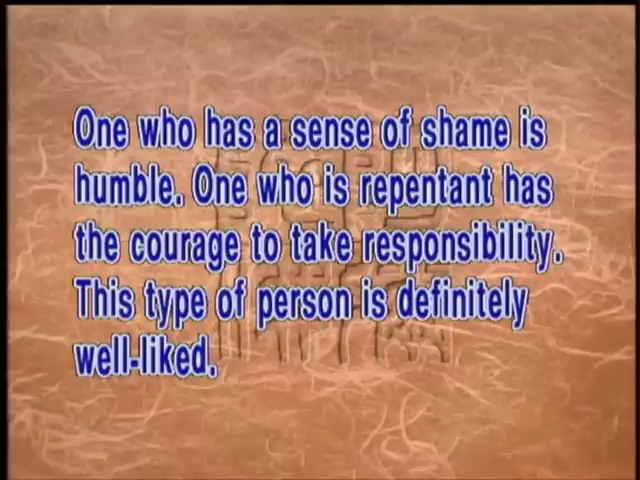 One who has a sense of shame is
humble. One who is repentant has
the courage to take responsibility.
This type of person is definitely
well-liked.